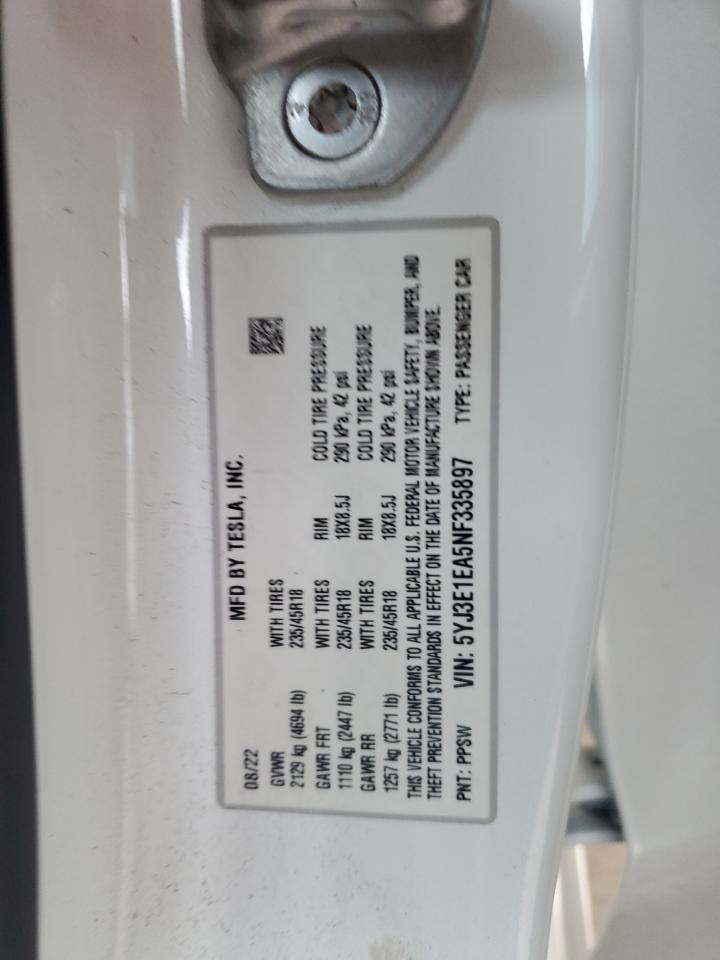 MFD BY TESLA, INC.
08/22
GVWR WITH TIRES
2129 kg (4694 lb) 235/45R18
GAWR FRT WITH TIRES RIM COLD TIRE PRESSURE
1110 kg (2447 lb) 235/45R18 18X8.5J 290 kPa, 42 psi
GAWR RR WITH TIRES RIM COLD TIRE PRESSURE
1257 kg (2771 lb) 235/45R18 18X8.5J 290 kPa, 42 psi
THIS VEHICLE CONFORMS TO ALL APPLICABLE U.S. FEDERAL MOTOR VEHICLE SAFETY, BUMPER, AND
THEFT PREVENTION STANDARDS IN EFFECT ON THE DATE OF MANUFACTURE SHOWN ABOVE.
PNT: PPSW VIN: 5YJ3E1EA5NF335897 TYPE: PASSENGER CAR